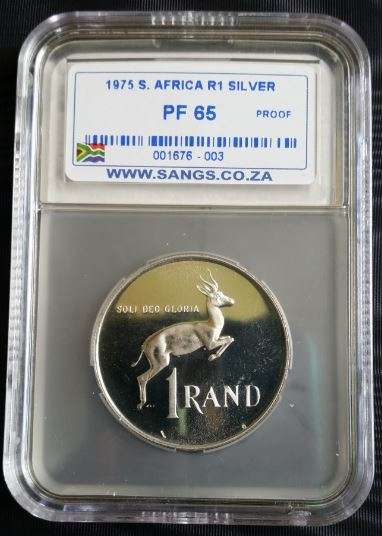 1975 S. AFRICA R1 SILVER
PF 65 PROOF
001676 - 003
WWW.SANGS.CO.ZA
SOLI DEO GLORIA
1 RAND